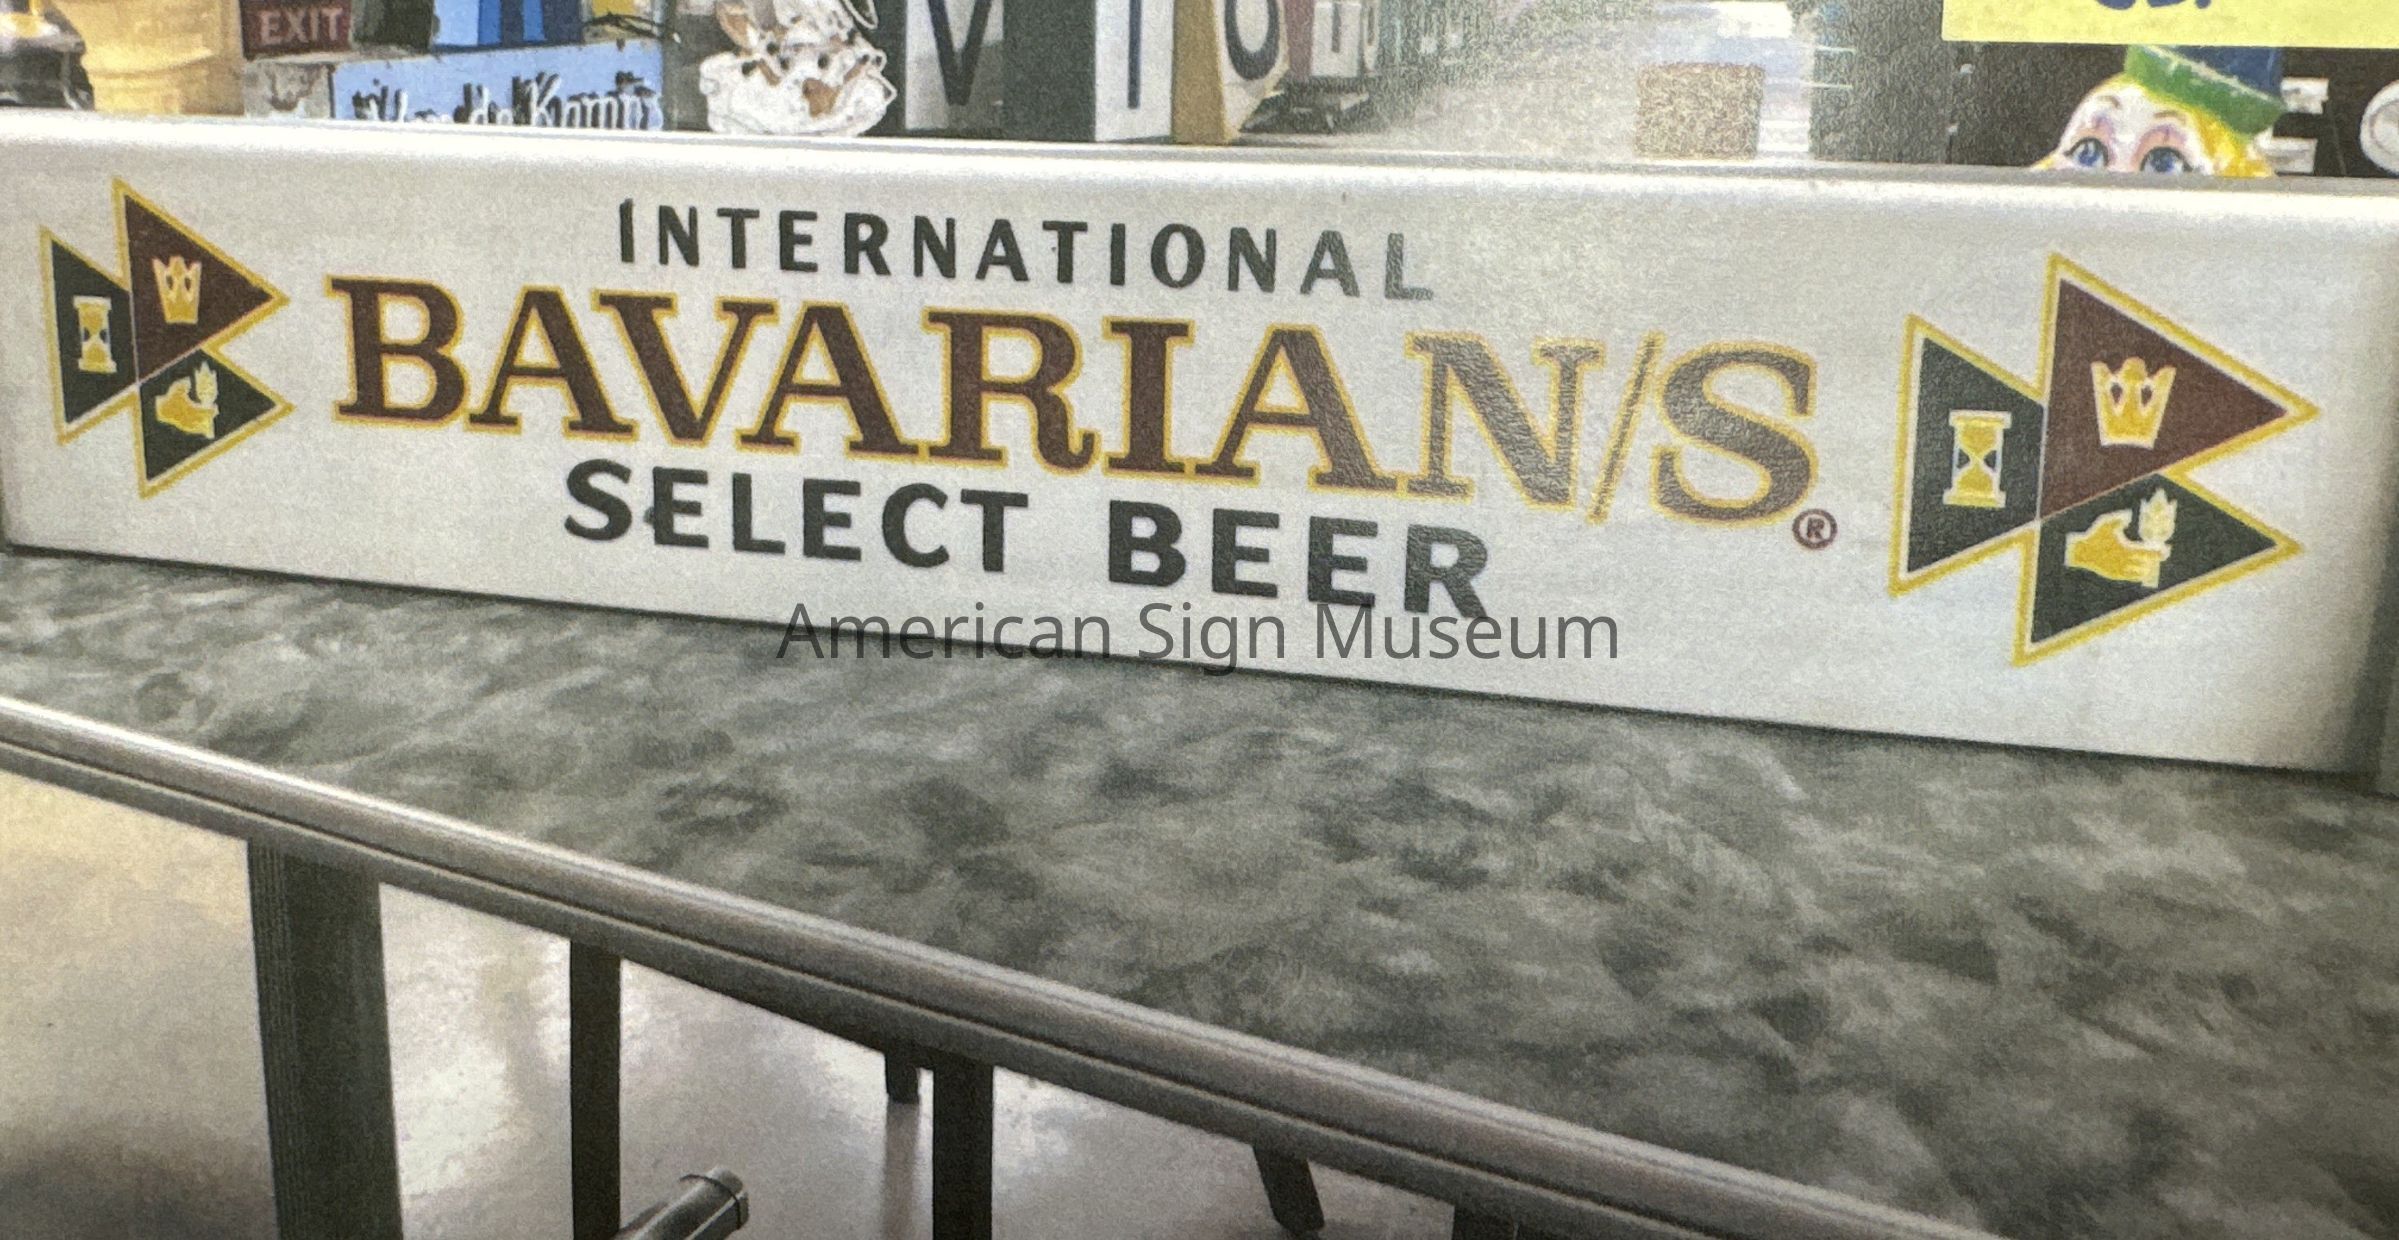 EXIT
V I O
INTERNATIONAL
BAVARIAN/S®
SELECT BEER
American Sign Museum